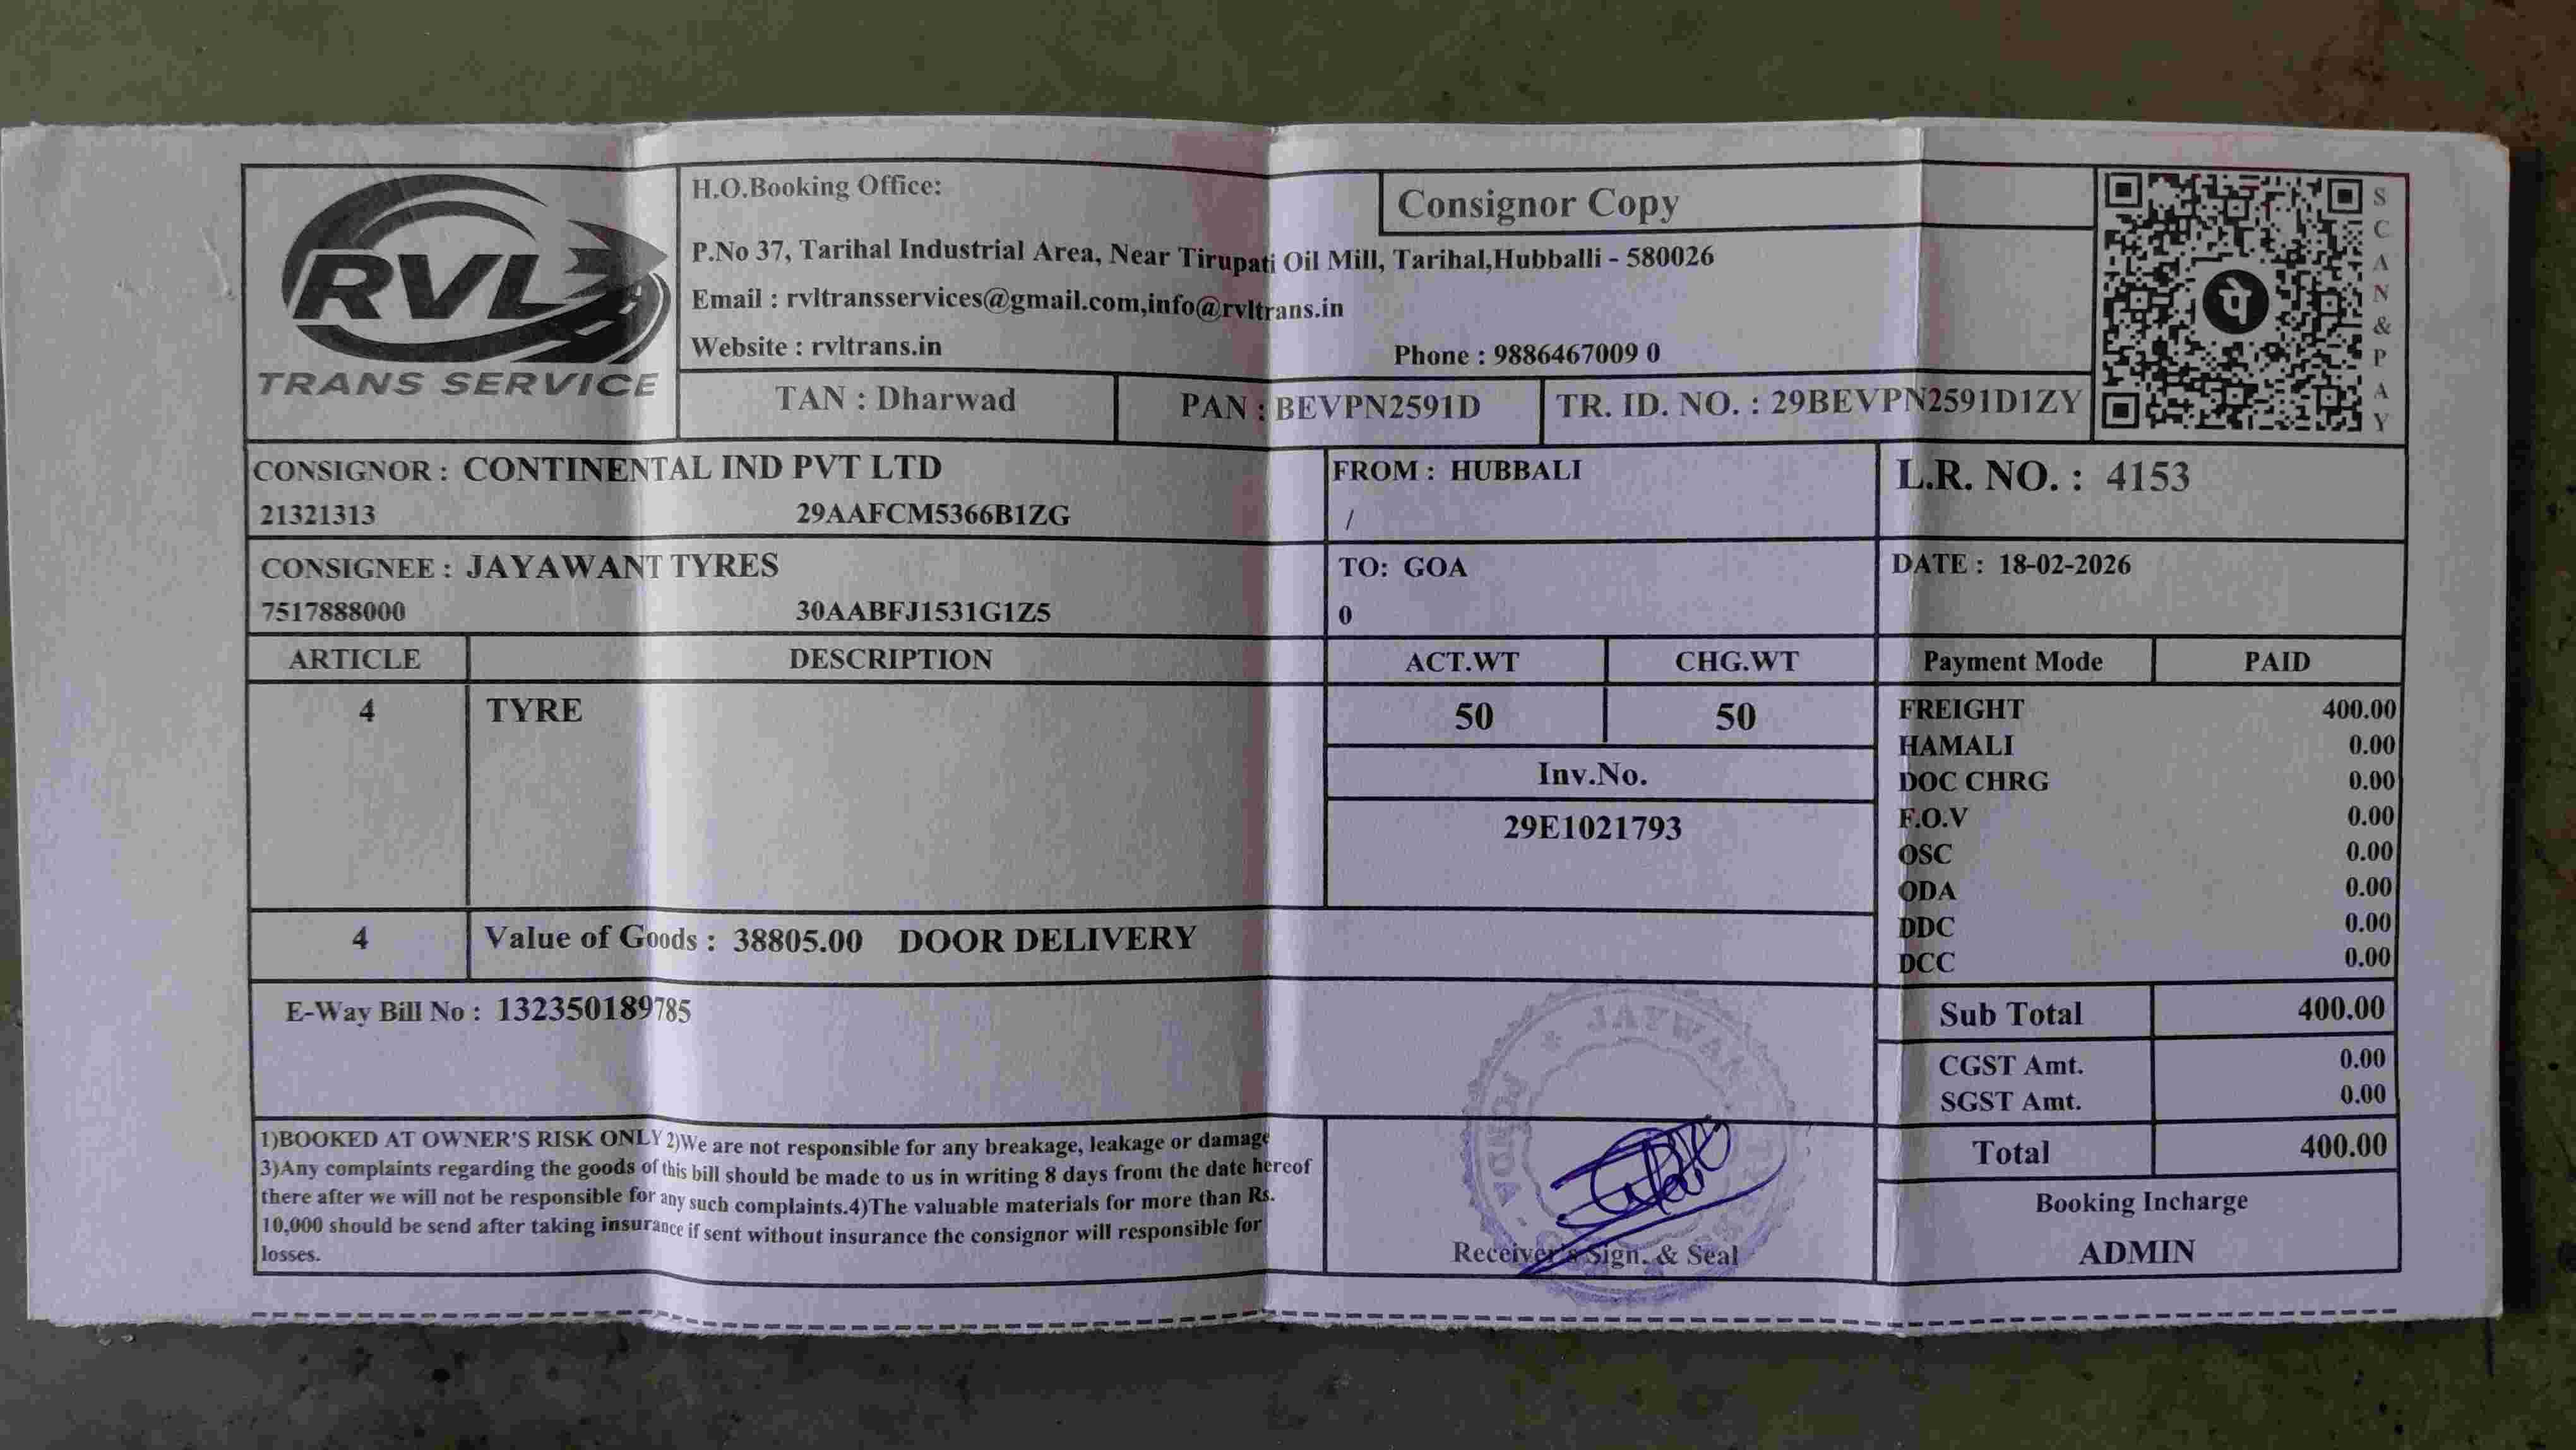 RVL
TRANS SERVICE
H.O.Booking Office:
Consignor Copy
P.No 37, Tarihal Industrial Area, Near Tirupati Oil Mill, Tarihal,Hubballi - 580026
Email : rvltransservices@gmail.com,info@rvltrans.in
Website : rvltrans.in
Phone : 9886467009 0
TAN : Dharwad
PAN : BEVPN2591D
TR. ID. NO. : 29BEVPN2591D1ZY
पे
SCAN & PAY
CONSIGNOR : CONTINENTAL IND PVT LTD
21321313 29AAFCM5366B1ZG
FROM : HUBBALI
/
L.R. NO. : 4153
CONSIGNEE : JAYAWANT TYRES
7517888000 30AABFJ1531G1Z5
TO: GOA
0
DATE : 18-02-2026
ARTICLE DESCRIPTION ACT.WT CHG.WT Payment Mode PAID
4 TYRE 50 50
Inv.No.
29E1021793
FREIGHT 400.00
HAMALI 0.00
DOC CHRG 0.00
F.O.V 0.00
OSC 0.00
ODA 0.00
DDC 0.00
DCC 0.00
4 Value of Goods : 38805.00 DOOR DELIVERY
E-Way Bill No : 132350189785
Sub Total 400.00
CGST Amt. 0.00
SGST Amt. 0.00
Total 400.00
1)BOOKED AT OWNER'S RISK ONLY 2)We are not responsible for any breakage, leakage or damage
3)Any complaints regarding the goods of this bill should be made to us in writing 8 days from the date hereof
there after we will not be responsible for any such complaints.4)The valuable materials for more than Rs.
10,000 should be send after taking insurance if sent without insurance the consignor will responsible for
losses.
Receiver's Sign. & Seal
Booking Incharge
ADMIN